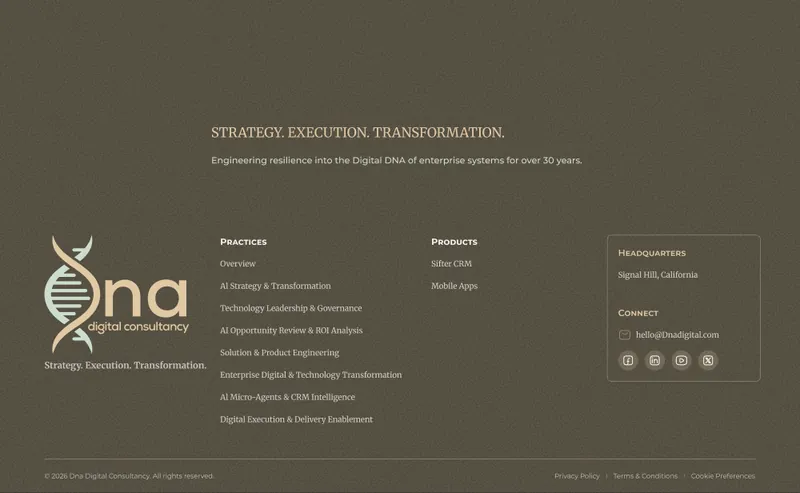 STRATEGY. EXECUTION. TRANSFORMATION.
Engineering resilience into the Digital DNA of enterprise systems for over 30 years.
Dna
digital consultancy
Strategy. Execution. Transformation.
Practices
Overview
AI Strategy & Transformation
Technology Leadership & Governance
AI Opportunity Review & ROI Analysis
Solution & Product Engineering
Enterprise Digital & Technology Transformation
AI Micro-Agents & CRM Intelligence
Digital Execution & Delivery Enablement
Products
Sifter CRM
Mobile Apps
Headquarters
Signal Hill, California
Connect
hello@Dnadigital.com
© 2026 Dna Digital Consultancy. All rights reserved.
Privacy Policy | Terms & Conditions | Cookie Preferences